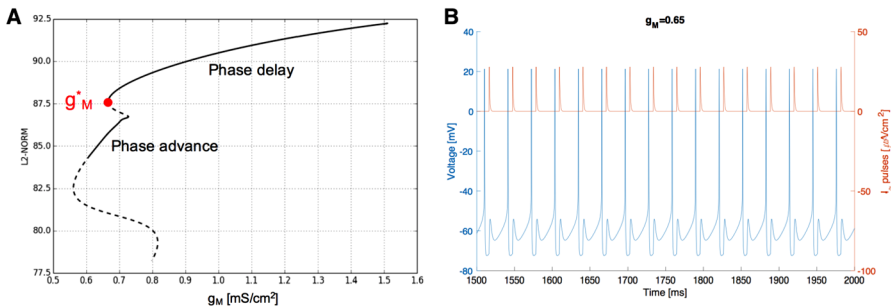 A
92.5
90.0
87.5
85.0
82.5
80.0
77.5
L2-NORM
g*M
Phase delay
Phase advance
0.5 0.6 0.7 0.8 0.9 1.0 1.1 1.2 1.3 1.4 1.5 1.6
gM [mS/cm²]
B
gM=0.65
40
20
0
-20
-40
-60
-80
Voltage [mV]
50
0
-50
-100
pulses [
1500 1550 1600 1650 1700 1750 1800 1850 1900 1950 2000
Time [ms]